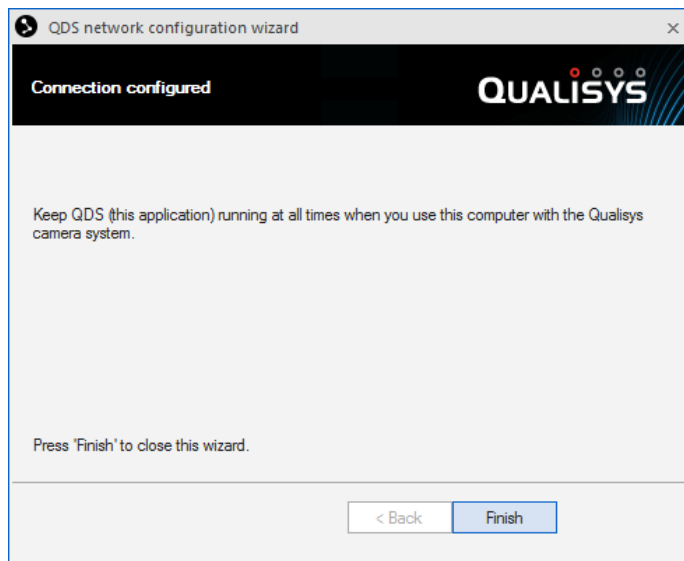 QDS network configuration wizard
Connection configured
QUALISYS
Keep QDS (this application) running at all times when you use this computer with the Qualisys
camera system.
Press 'Finish' to close this wizard.
< Back
Finish